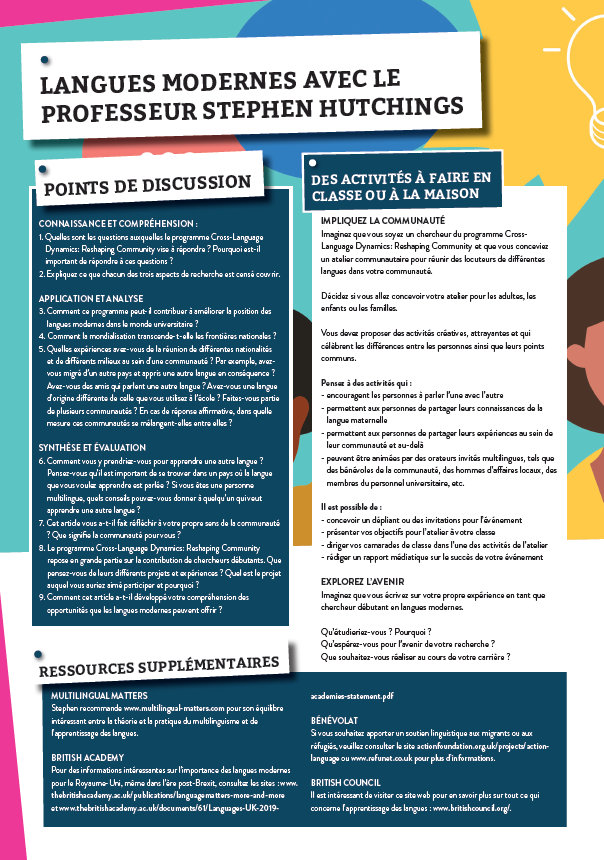 LANGUES MODERNES AVEC LE
PROFESSEUR STEPHEN HUTCHINGS
POINTS DE DISCUSSION
CONNAISSANCE ET COMPRÉHENSION :
1. Quelles sont les questions auxquelles le programme Cross-Language
Dynamics: Reshaping Community vise à répondre ? Pourquoi est-il
important de répondre à ces questions ?
2. Expliquez ce que chacun des trois aspects de recherche est censé couvrir.
APPLICATION ET ANALYSE
3. Comment ce programme peut-il contribuer à améliorer la position des
langues modernes dans le monde universitaire ?
4. Comment la mondialisation transcende-t-elle les frontières nationales ?
5. Quelles expériences avez-vous de la réunion de différentes nationalités
et de différents milieux au sein d'une communauté ? Par exemple, avez-
vous migré d'un autre pays et appris une autre langue en conséquence ?
Avez-vous des amis qui parlent une autre langue ? Avez-vous une langue
d'origine différente de celle que vous utilisez à l'école ? Faites-vous partie
de plusieurs communautés ? En cas de réponse affirmative, dans quelle
mesure ces communautés se mélangent-elles entre elles ?
SYNTHÈSE ET ÉVALUATION
6. Comment vous y prendriez-vous pour apprendre une autre langue ?
Pensez-vous qu'il est important de se trouver dans un pays où la langue
que vous voulez apprendre est parlée ? Si vous êtes une personne
multilingue, quels conseils pouvez-vous donner à quelqu'un qui veut
apprendre une autre langue ?
7. Cet article vous a-t-il fait réfléchir à votre propre sens de la communauté
? Que signifie la communauté pour vous ?
8. Le programme Cross-Language Dynamics: Reshaping Community
repose en grande partie sur la contribution de chercheurs débutants. Que
pensez-vous de leurs différents projets et expériences ? Quel est le projet
auquel vous auriez aimé participer et pourquoi ?
9. Comment cet article a-t-il développé votre compréhension des
opportunités que les langues modernes peuvent offrir ?
DES ACTIVITÉS À FAIRE EN
CLASSE OU À LA MAISON
IMPLIQUEZ LA COMMUNAUTÉ
Imaginez que vous soyez un chercheur du programme Cross-
Language Dynamics: Reshaping Community et que vous conceviez
un atelier communautaire pour réunir des locuteurs de différentes
langues dans votre communauté.
Décidez si vous allez concevoir votre atelier pour les adultes, les
enfants ou les familles.
Vous devez proposer des activités créatives, attrayantes et qui
célèbrent les différences entre les personnes ainsi que leurs points
communs.
Pensez à des activités qui :
- encouragent les personnes à parler l'une avec l'autre
- permettent aux personnes de partager leurs connaissances de la
langue maternelle
- permettent aux personnes de partager leurs expériences au sein de
leur communauté et au-delà
- peuvent être animées par des orateurs invités multilingues, tels que
des bénévoles de la communauté, des hommes d'affaires locaux, des
membres du personnel universitaire, etc.
Il est possible de :
- concevoir un dépliant ou des invitations pour l'événement
- présenter vos objectifs pour l'atelier à votre classe
- diriger vos camarades de classe dans l'une des activités de l'atelier
- rédiger un rapport médiatique sur le succès de votre événement
EXPLOREZ L'AVENIR
Imaginez que vous écrivez sur votre propre expérience en tant que
chercheur débutant en langues modernes.
Qu'étudieriez-vous ? Pourquoi ?
Qu'espérez-vous pour l'avenir de votre recherche ?
Que souhaitez-vous réaliser au cours de votre carrière ?
RESSOURCES SUPPLÉMENTAIRES
MULTILINGUAL MATTERS
Stephen recommande www.multilingual-matters.com pour son équilibre
intéressant entre la théorie et la pratique du multilinguisme et de
l'apprentissage des langues.
BRITISH ACADEMY
Pour des informations intéressantes sur l'importance des langues modernes
pour le Royaume-Uni, même dans l'ère post-Brexit, consultez les sites : www.
thebritishacademy.ac.uk/publications/languagematters-more-and-more
et www.thebritishacademy.ac.uk/documents/61/Languages-UK-2019-
academies-statement.pdf
BÉNÉVOLAT
Si vous souhaitez apporter un soutien linguistique aux migrants ou aux
réfugiés, veuillez consulter le site actionfoundation.org.uk/projects/action-
language ou www.refunet.co.uk pour plus d'informations.
BRITISH COUNCIL
Il est intéressant de visiter ce site web pour en savoir plus sur tout ce qui
concerne l'apprentissage des langues : www.britishcouncil.org/.